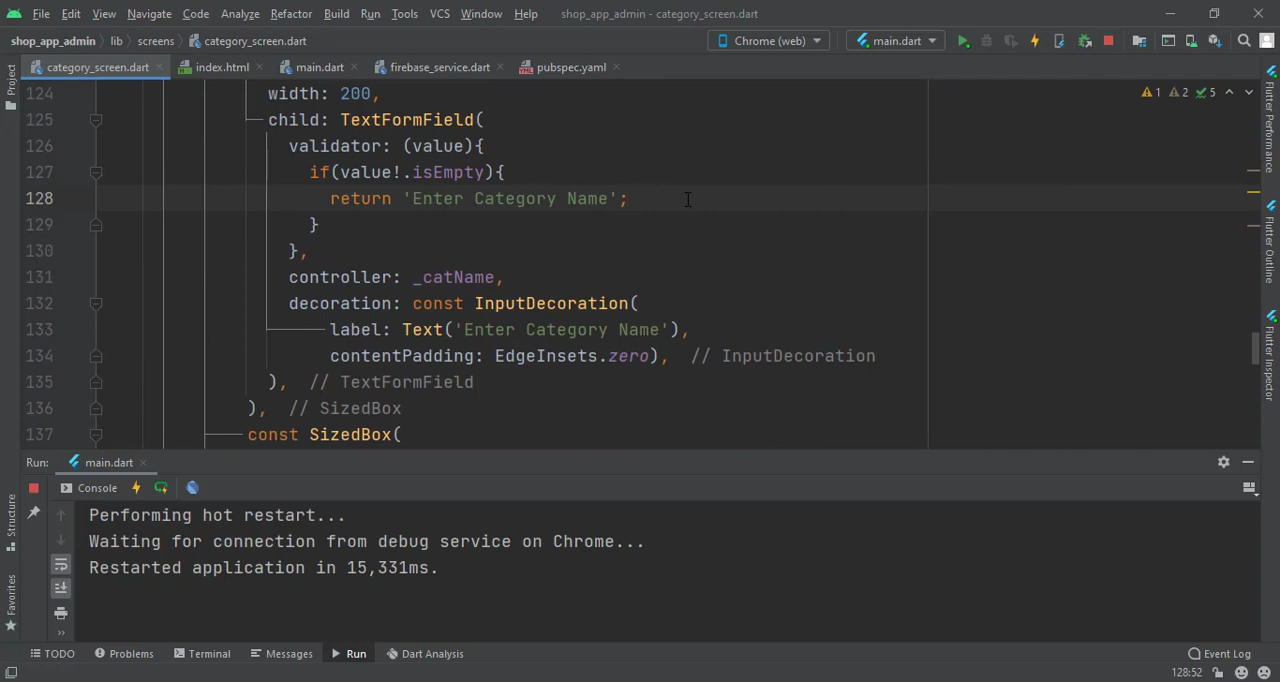 File Edit View Navigate Code Analyze Refactor Build Run Tools VCS Window Help shop_app_admin - category_screen.dart
shop_app_admin lib screens category_screen.dart Chrome (web) main.dart
category_screen.dart index.html main.dart firebase_service.dart pubspec.yaml
Project
Structure
Favorites
Flutter Performance
Flutter Outline
Flutter Inspector
1 2 5
124 width: 200,
125 child: TextFormField(
126 validator: (value){
127 if(value!.isEmpty){
128 return 'Enter Category Name';
129 }
130 },
131 controller: _catName,
132 decoration: const InputDecoration(
133 label: Text('Enter Category Name'),
134 contentPadding: EdgeInsets.zero), // InputDecoration
135 ), // TextFormField
136 ), // SizedBox
137 const SizedBox(
Run: main.dart
Console
Performing hot restart...
Waiting for connection from debug service on Chrome...
Restarted application in 15,331ms.
TODO Problems Terminal Messages Run Dart Analysis Event Log
128:52